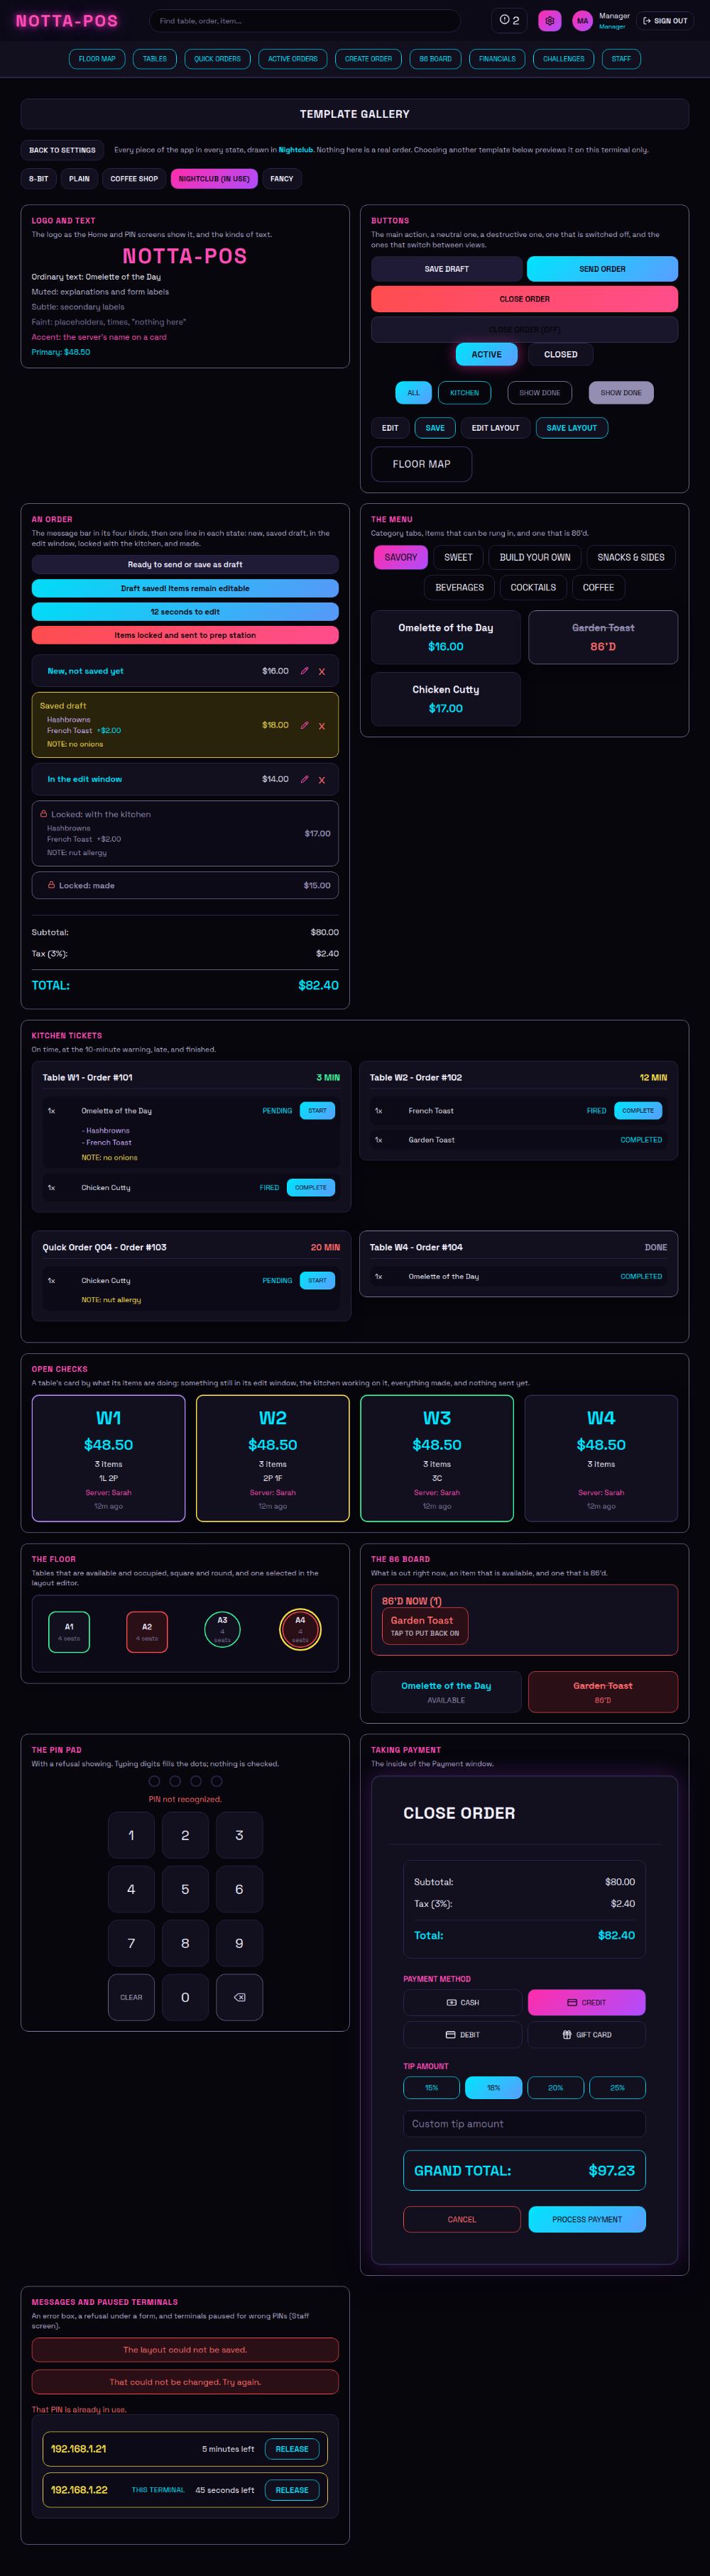 NOTTA-POS
Find table, order, item...
2
MA
Manager
Manager
SIGN OUT
FLOOR MAP
TABLES
QUICK ORDERS
ACTIVE ORDERS
CREATE ORDER
86 BOARD
FINANCIALS
CHALLENGES
STAFF
TEMPLATE GALLERY
BACK TO SETTINGS
Every piece of the app in every state, drawn in Nightclub. Nothing here is a real order. Choosing another template below previews it on this terminal only.
8-BIT
PLAIN
COFFEE SHOP
NIGHTCLUB (IN USE)
FANCY
LOGO AND TEXT
The logo as the Home and PIN screens show it, and the kinds of text.
NOTTA-POS
Ordinary text: Omelette of the Day
Muted: explanations and form labels
Subtle: secondary labels
Faint: placeholders, times, "nothing here"
Accent: the server's name on a card
Primary: $48.50
BUTTONS
The main action, a neutral one, a destructive one, one that is switched off, and the
ones that switch between views.
SAVE DRAFT
SEND ORDER
CLOSE ORDER
CLOSE ORDER (OFF)
ACTIVE
CLOSED
ALL
KITCHEN
SHOW DONE
SHOW DONE
EDIT
SAVE
EDIT LAYOUT
SAVE LAYOUT
FLOOR MAP
AN ORDER
The message bar in its four kinds, then one line in each state: new, saved draft, in the
edit window, locked with the kitchen, and made.
Ready to send or save as draft
Draft saved! Items remain editable
12 seconds to edit
Items locked and sent to prep station
New, not saved yet
$16.00
X
Saved draft
Hashbrowns
French Toast +$2.00
NOTE: no onions
$18.00
X
In the edit window
$14.00
X
Locked: with the kitchen
Hashbrowns
French Toast +$2.00
NOTE: nut allergy
$17.00
Locked: made
$15.00
Subtotal:
$80.00
Tax (3%):
$2.40
TOTAL:
$82.40
THE MENU
Category tabs, items that can be rung in, and one that is 86'd.
SAVORY
SWEET
BUILD YOUR OWN
SNACKS & SIDES
BEVERAGES
COCKTAILS
COFFEE
Omelette of the Day
$16.00
Garden Toast
86'D
Chicken Cutty
$17.00
KITCHEN TICKETS
On time, at the 10-minute warning, late, and finished.
Table W1 - Order #101
3 MIN
1x
Omelette of the Day
PENDING
START
- Hashbrowns
- French Toast
NOTE: no onions
1x
Chicken Cutty
FIRED
COMPLETE
Table W2 - Order #102
12 MIN
1x
French Toast
FIRED
COMPLETE
1x
Garden Toast
COMPLETED
Quick Order Q04 - Order #103
20 MIN
1x
Chicken Cutty
PENDING
START
NOTE: nut allergy
Table W4 - Order #104
DONE
1x
Omelette of the Day
COMPLETED
OPEN CHECKS
A table's card by what its items are doing: something still in its edit window, the kitchen working on it, everything made, and nothing sent yet.
W1
$48.50
3 items
1L 2P
Server: Sarah
12m ago
W2
$48.50
3 items
2P 1F
Server: Sarah
12m ago
W3
$48.50
3 items
3C
Server: Sarah
12m ago
W4
$48.50
3 items
Server: Sarah
12m ago
THE FLOOR
Tables that are available and occupied, square and round, and one selected in the
layout editor.
A1
4 seats
A2
4 seats
A3
4
seats
A4
4
seats
THE 86 BOARD
What is out right now, an item that is available, and one that is 86'd.
86'D NOW (1)
Garden Toast
TAP TO PUT BACK ON
Omelette of the Day
AVAILABLE
Garden Toast
86'D
THE PIN PAD
With a refusal showing. Typing digits fills the dots; nothing is checked.
PIN not recognized.
1
2
3
4
5
6
7
8
9
CLEAR
0
TAKING PAYMENT
The inside of the Payment window.
CLOSE ORDER
Subtotal:
$80.00
Tax (3%):
$2.40
Total:
$82.40
PAYMENT METHOD
CASH
CREDIT
DEBIT
GIFT CARD
TIP AMOUNT
15%
18%
20%
25%
Custom tip amount
GRAND TOTAL:
$97.23
CANCEL
PROCESS PAYMENT
MESSAGES AND PAUSED TERMINALS
An error box, a refusal under a form, and terminals paused for wrong PINs (Staff
screen).
The layout could not be saved.
That could not be changed. Try again.
That PIN is already in use.
192.168.1.21
5 minutes left
RELEASE
192.168.1.22
THIS TERMINAL
45 seconds left
RELEASE